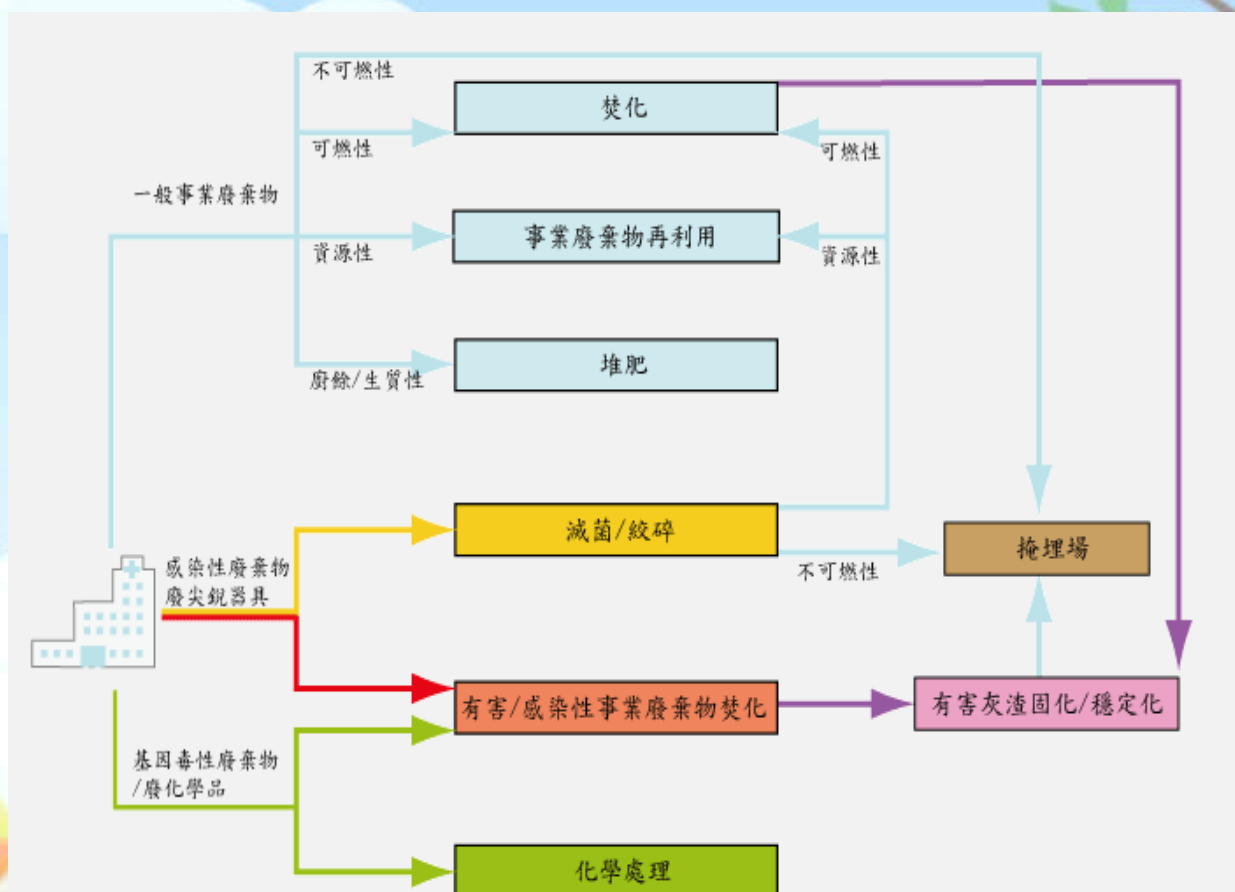 不可燃性
焚化
可燃性
可燃性
一般事業廢棄物
事業廢棄物再利用
資源性
資源性
堆肥
廚餘/生質性
滅菌/絞碎
掩埋場
不可燃性
感染性廢棄物
廢尖銳器具
有害/感染性事業廢棄物焚化
有害灰渣固化/穩定化
基因毒性廢棄物
/廢化學品
化學處理